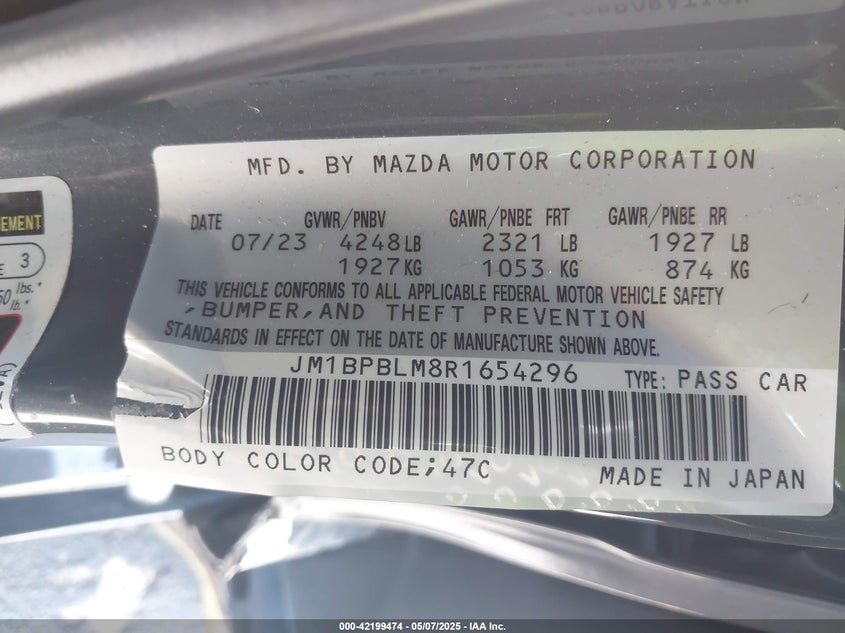 MFD. BY MAZDA MOTOR CORPORATION
DATE GVWR/PNBV GAWR/PNBE FRT GAWR/PNBE RR
07/23 4248LB 2321 LB 1927 LB
1927KG 1053 KG 874 KG
THIS VEHICLE CONFORMS TO ALL APPLICABLE FEDERAL MOTOR VEHICLE SAFETY
,BUMPER,AND THEFT PREVENTION
STANDARDS IN EFFECT ON THE DATE OF MANUFACTURE SHOWN ABOVE.
JM1BPBLM8R1654296 TYPE: PASS CAR
BODY COLOR CODE;47C MADE IN JAPAN
3
lbs.*
lb.*
000-42199474 — 05/07/2025 — IAA Inc.